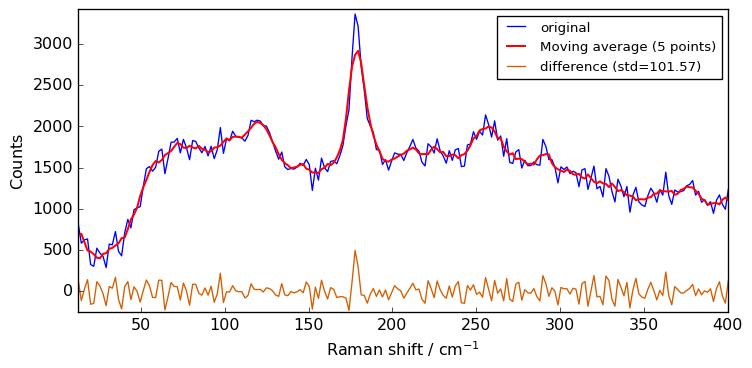 original
Moving average (5 points)
difference (std=101.57)
Counts
3000
2500
2000
1500
1000
500
0
50 100 150 200 250 300 350 400
Raman shift / cm⁻¹